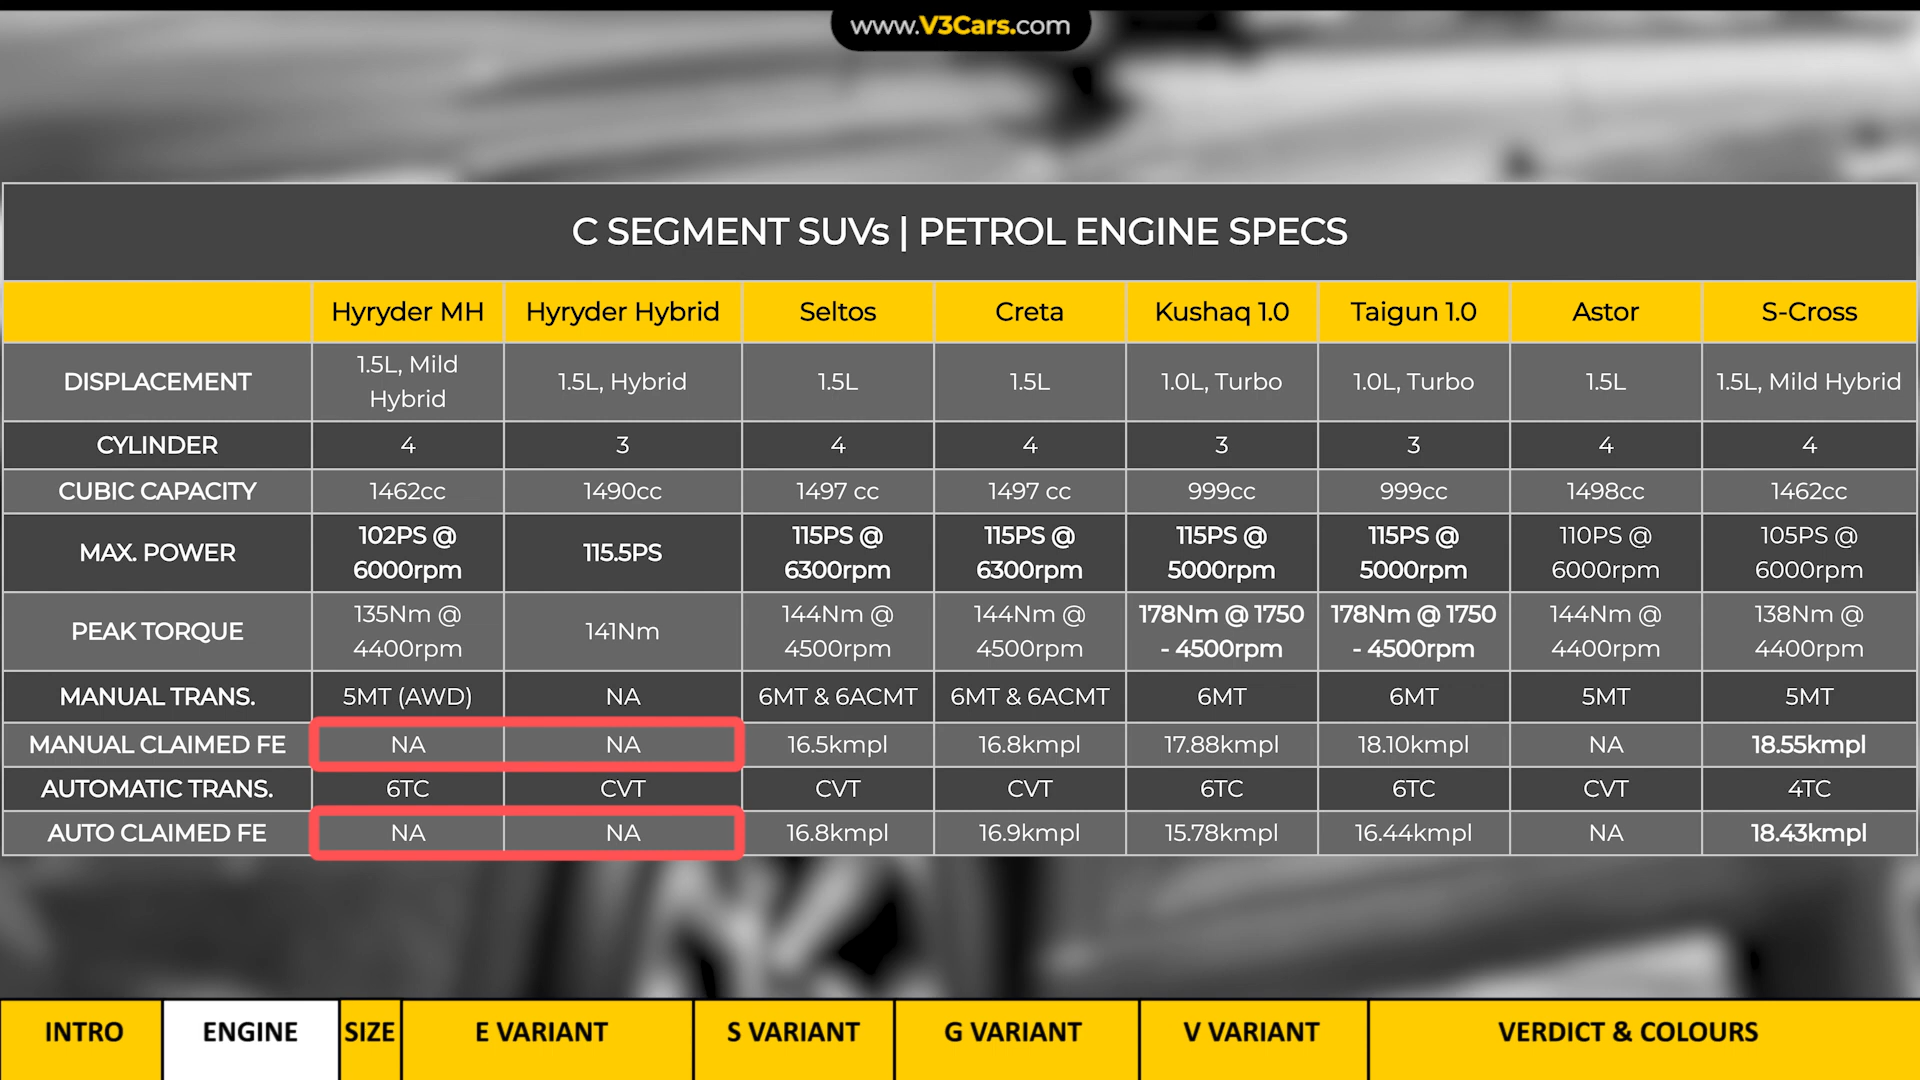 www.V3Cars.com
C SEGMENT SUVs | PETROL ENGINE SPECS
Hyryder MH Hyryder Hybrid Seltos Creta Kushaq 1.0 Taigun 1.0 Astor S-Cross
DISPLACEMENT 1.5L, Mild Hybrid 1.5L, Hybrid 1.5L 1.5L 1.0L, Turbo 1.0L, Turbo 1.5L 1.5L, Mild Hybrid
CYLINDER 4 3 4 4 3 3 4 4
CUBIC CAPACITY 1462cc 1490cc 1497 cc 1497 cc 999cc 999cc 1498cc 1462cc
MAX. POWER 102PS @ 6000rpm 115.5PS 115PS @ 6300rpm 115PS @ 6300rpm 115PS @ 5000rpm 115PS @ 5000rpm 110PS @ 6000rpm 105PS @ 6000rpm
PEAK TORQUE 135Nm @ 4400rpm 141Nm 144Nm @ 4500rpm 144Nm @ 4500rpm 178Nm @ 1750 - 4500rpm 178Nm @ 1750 - 4500rpm 144Nm @ 4400rpm 138Nm @ 4400rpm
MANUAL TRANS. 5MT (AWD) NA 6MT & 6ACMT 6MT & 6ACMT 6MT 6MT 5MT 5MT
MANUAL CLAIMED FE NA NA 16.5kmpl 16.8kmpl 17.88kmpl 18.10kmpl NA 18.55kmpl
AUTOMATIC TRANS. 6TC CVT CVT CVT 6TC 6TC CVT 4TC
AUTO CLAIMED FE NA NA 16.8kmpl 16.9kmpl 15.78kmpl 16.44kmpl NA 18.43kmpl
INTRO ENGINE SIZE E VARIANT S VARIANT G VARIANT V VARIANT VERDICT & COLOURS